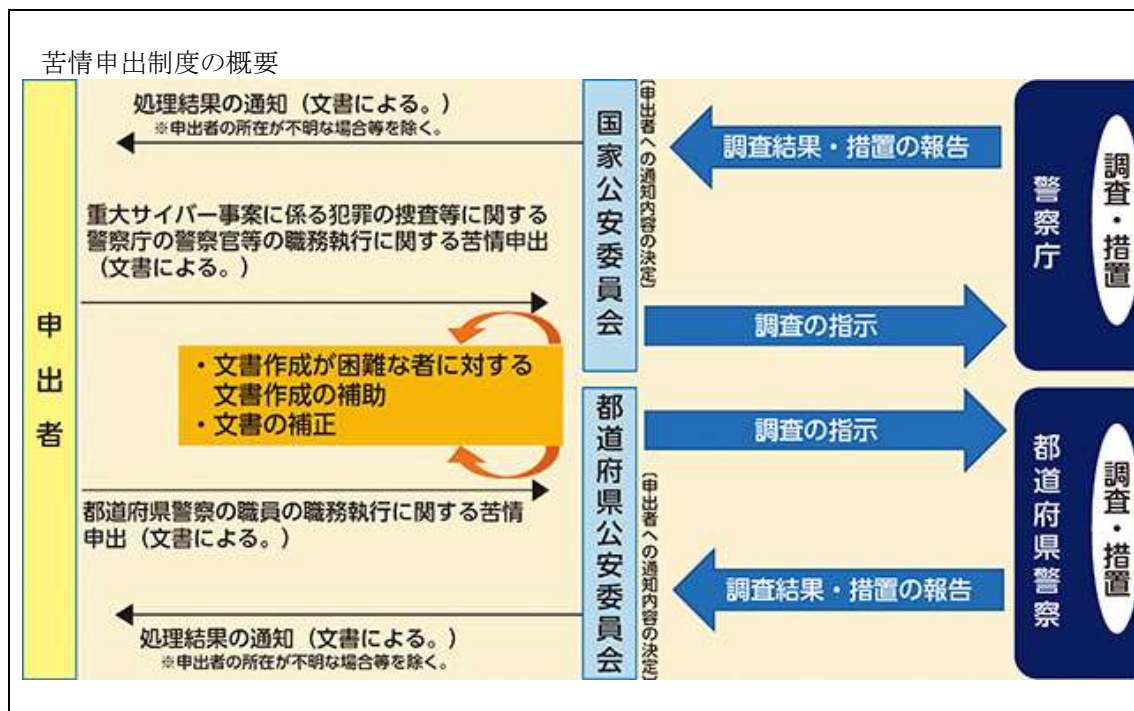 苦情申出制度の概要
処理結果の通知（文書による。）
※申出者の所在が不明な場合等を除く。
重大サイバー事案に係る犯罪の捜査等に関する
警察庁の警察官等の職務執行に関する苦情申出
（文書による。）
申出者
・文書作成が困難な者に対する
文書作成の補助
・文書の補正
都道府県警察の職員の職務執行に関する苦情
申出（文書による。）
処理結果の通知（文書による。）
※申出者の所在が不明な場合等を除く。
国家公安委員会
〔申出者への通知内容の決定〕
調査結果・措置の報告
調査の指示
警察庁
調査・措置
都道府県公安委員会
〔申出者への通知内容の決定〕
調査の指示
調査結果・措置の報告
都道府県警察
調査・措置